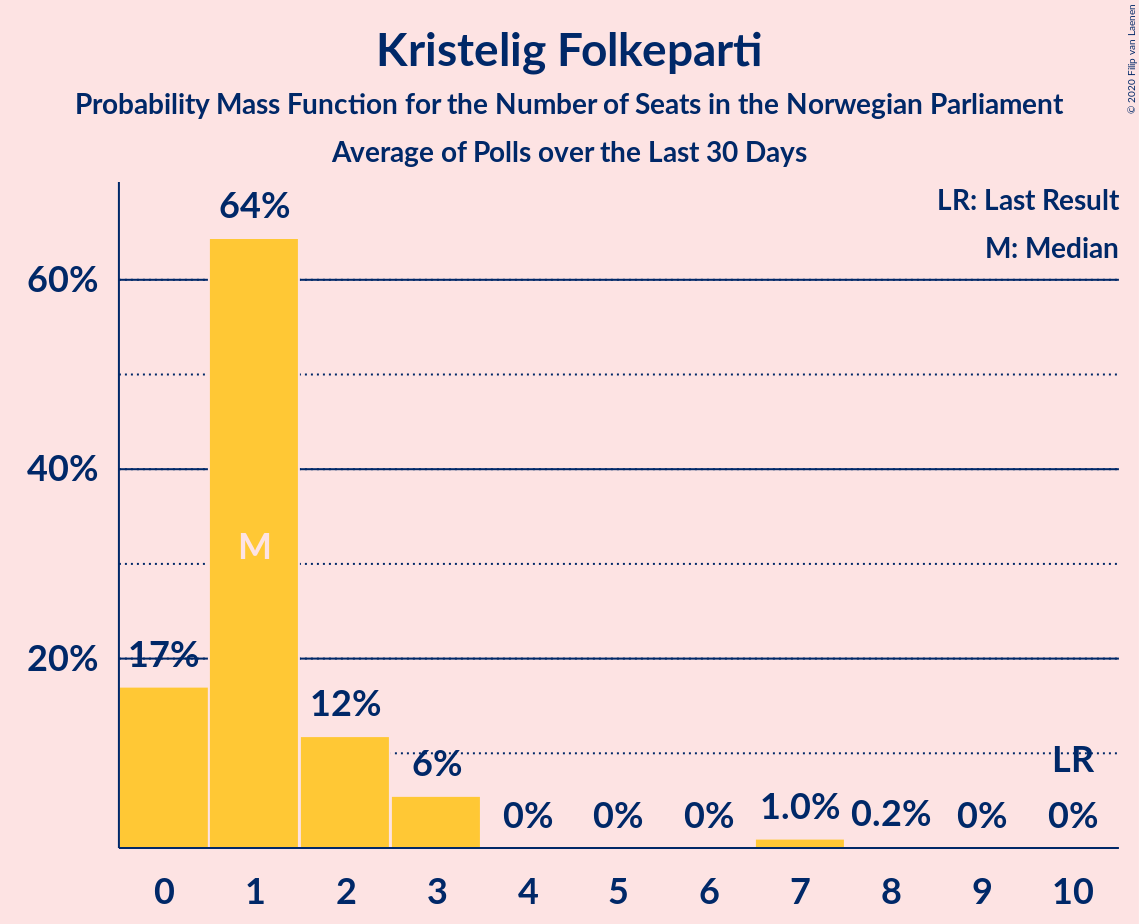 Kristelig Folkeparti
Probability Mass Function for the Number of Seats in the Norwegian Parliament
Average of Polls over the Last 30 Days
© 2020 Filip van Laenen
LR: Last Result
M: Median
64%
60%
40%
M
20%
17%
12%
6%
LR
0%
0%
0%
1.0%
0.2%
0%
0%
0 1 2 3 4 5 6 7 8 9 10